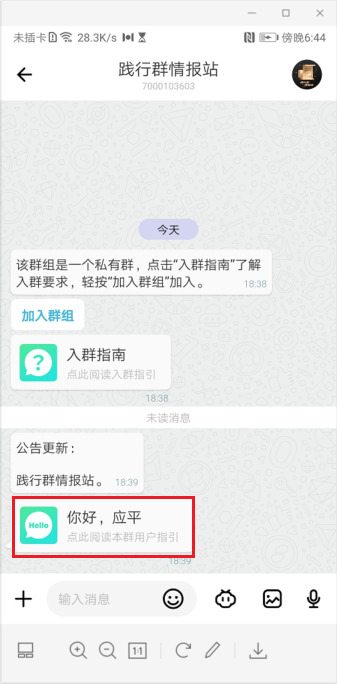 未插卡 28.3K/s 傍晚6:44
践行群情报站
7000103603
今天
该群组是一个私有群，点击“入群指南”了解
入群要求，轻按“加入群组”加入。 18:38
加入群组
入群指南
点此阅读入群指引
18:38
未读消息
公告更新：
践行群情报站。 18:39
Hello
你好，应平
点此阅读本群用户指引
18:39
输入消息
1:1